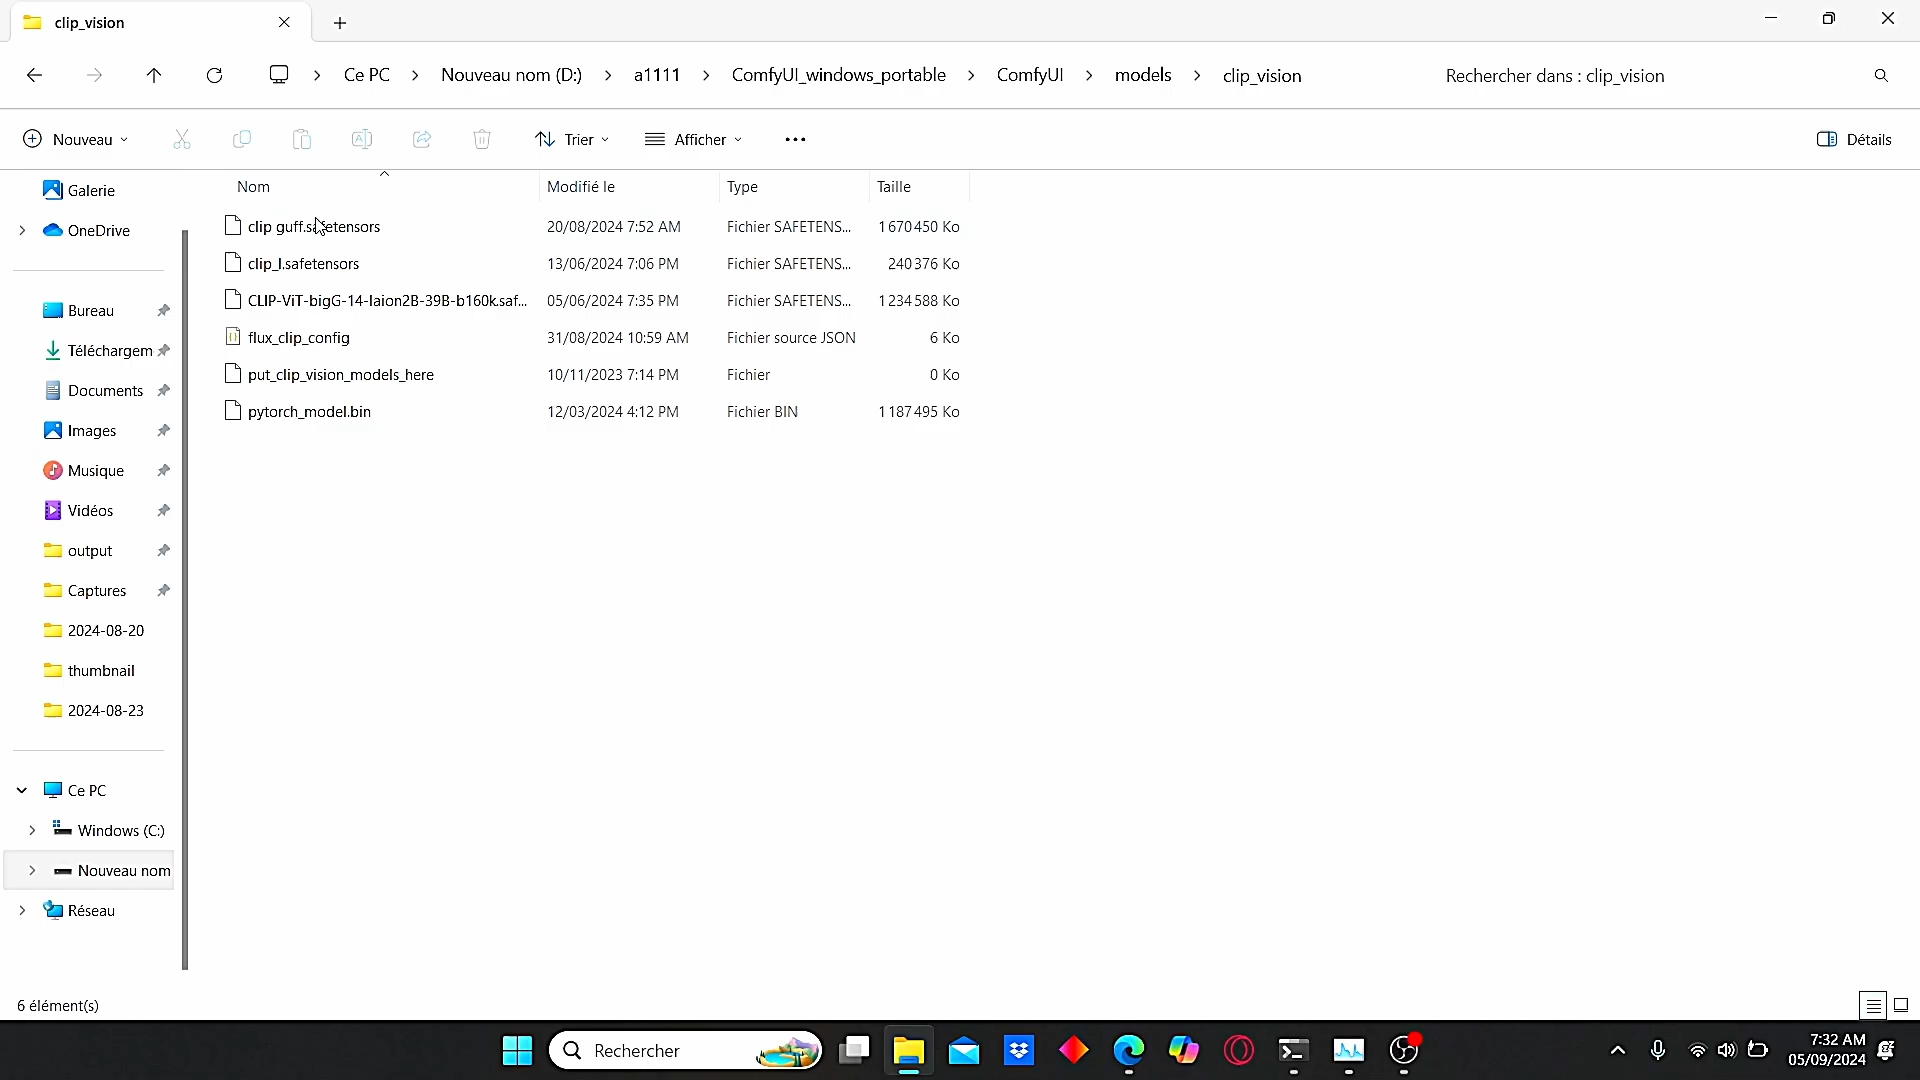 clip_vision
Ce PC > Nouveau nom (D:) > a1111 > ComfyUI_windows_portable > ComfyUI > models > clip_vision
Rechercher dans : clip_vision
Nouveau
Trier
Afficher
Détails
Nom Modifié le Type Taille
clip guff.safetensors 20/08/2024 7:52 AM Fichier SAFETENS... 1 670 450 Ko
clip_l.safetensors 13/06/2024 7:06 PM Fichier SAFETENS... 240 376 Ko
CLIP-ViT-bigG-14-laion2B-39B-b160k.saf... 05/06/2024 7:35 PM Fichier SAFETENS... 1 234 588 Ko
flux_clip_config 31/08/2024 10:59 AM Fichier source JSON 6 Ko
put_clip_vision_models_here 10/11/2023 7:14 PM Fichier 0 Ko
pytorch_model.bin 12/03/2024 4:12 PM Fichier BIN 1 187 495 Ko
Galerie
OneDrive
Bureau
Téléchargem
Documents
Images
Musique
Vidéos
output
Captures
2024-08-20
thumbnail
2024-08-23
Ce PC
Windows (C:)
Nouveau nom
Réseau
6 élément(s)
Rechercher
7:32 AM
05/09/2024